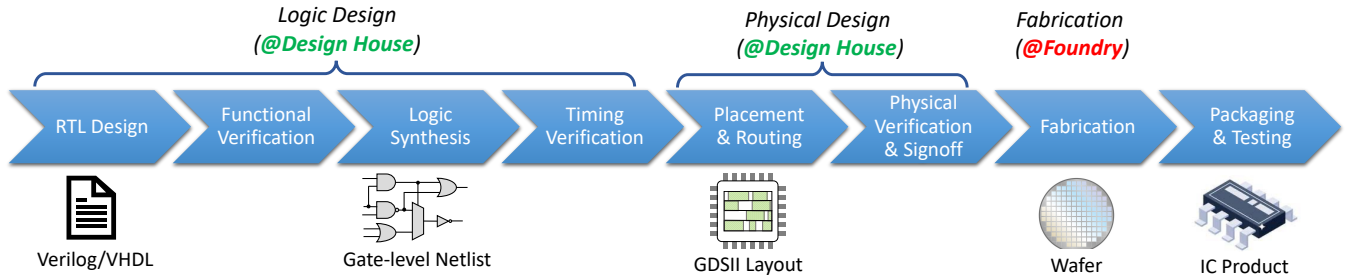 Logic Design
(@Design House)
Physical Design
(@Design House)
Fabrication
(@Foundry)
RTL Design
Functional
Verification
Logic
Synthesis
Timing
Verification
Placement
& Routing
Physical
Verification
& Signoff
Fabrication
Packaging
& Testing
Verilog/VHDL
Gate-level Netlist
GDSII Layout
Wafer
IC Product